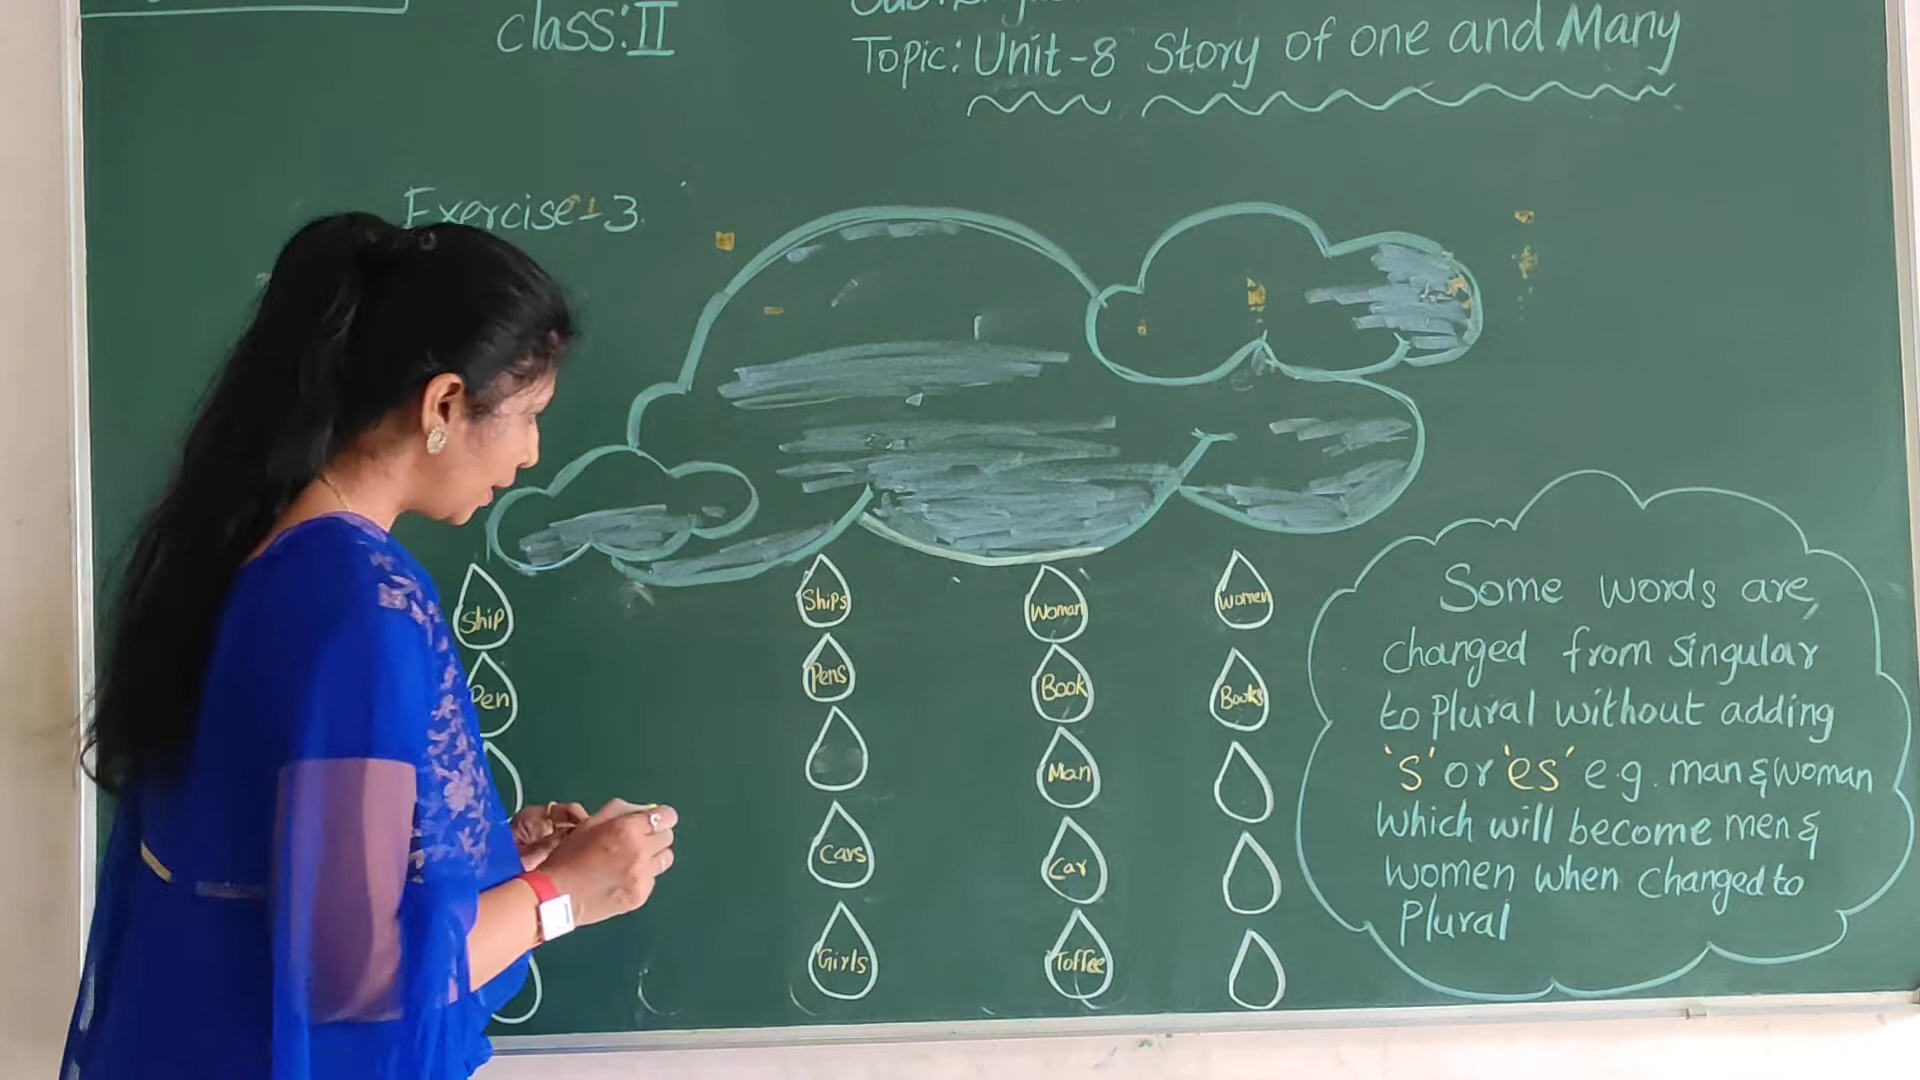 class: II
Topic: Unit-8 Story of one and Many
Exercise-3.
Ship Ships Woman Women
Pen Pens Book Books
Man
Cars Car
Girls Toffee
Some words are,
changed from singular
to plural without adding
's' or 'es' e.g. man & woman
which will become men &
women when changed to
Plural